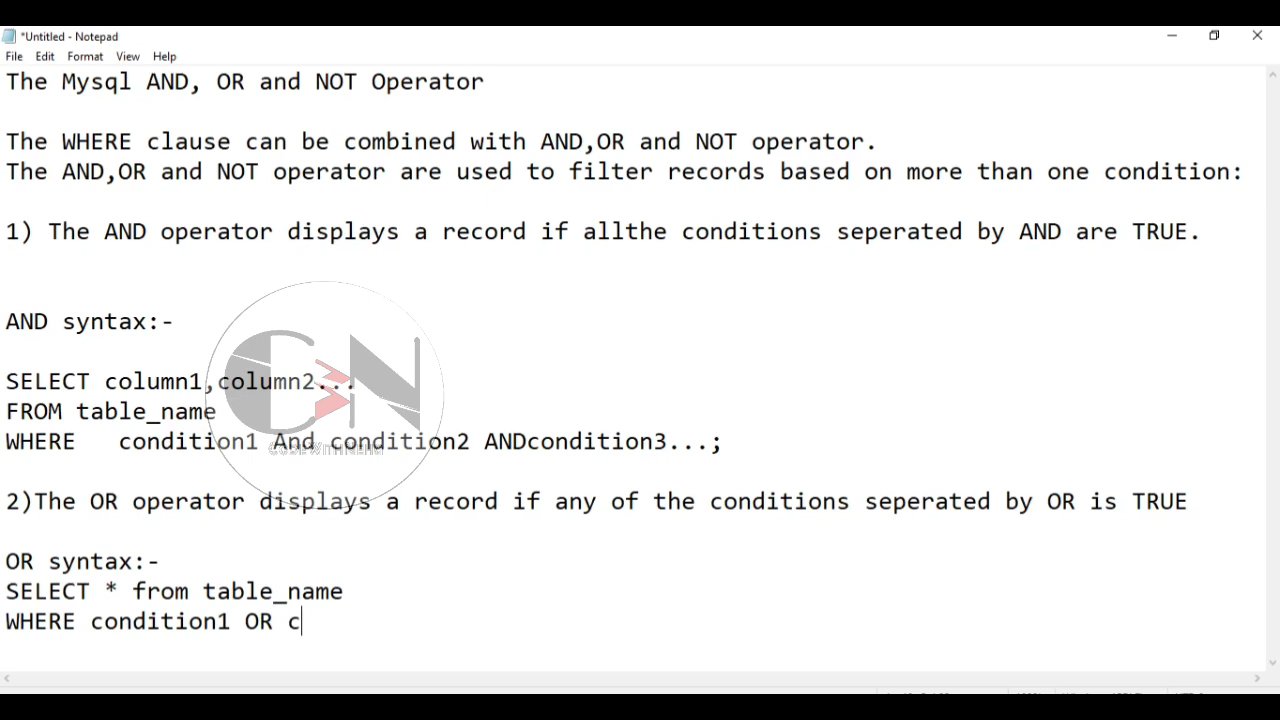 *Untitled - Notepad
File Edit Format View Help
The Mysql AND, OR and NOT Operator
The WHERE clause can be combined with AND,OR and NOT operator.
The AND,OR and NOT operator are used to filter records based on more than one condition:
1) The AND operator displays a record if allthe conditions seperated by AND are TRUE.
AND syntax:-
SELECT column1,column2...
FROM table_name
WHERE   condition1 And condition2 ANDcondition3...;
2)The OR operator displays a record if any of the conditions seperated by OR is TRUE
OR syntax:-
SELECT * from table_name
WHERE condition1 OR c